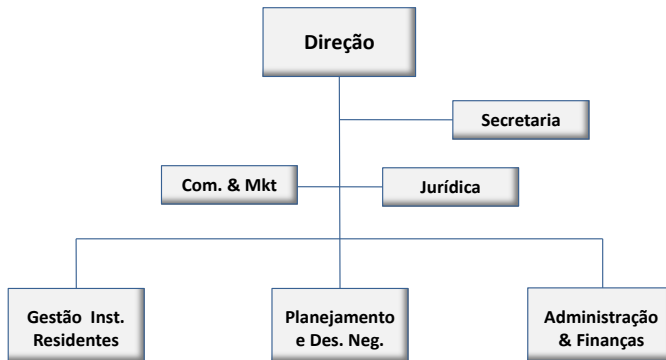 Direção
Secretaria
Com. & Mkt
Jurídica
Gestão Inst.
Residentes
Planejamento
e Des. Neg.
Administração
& Finanças